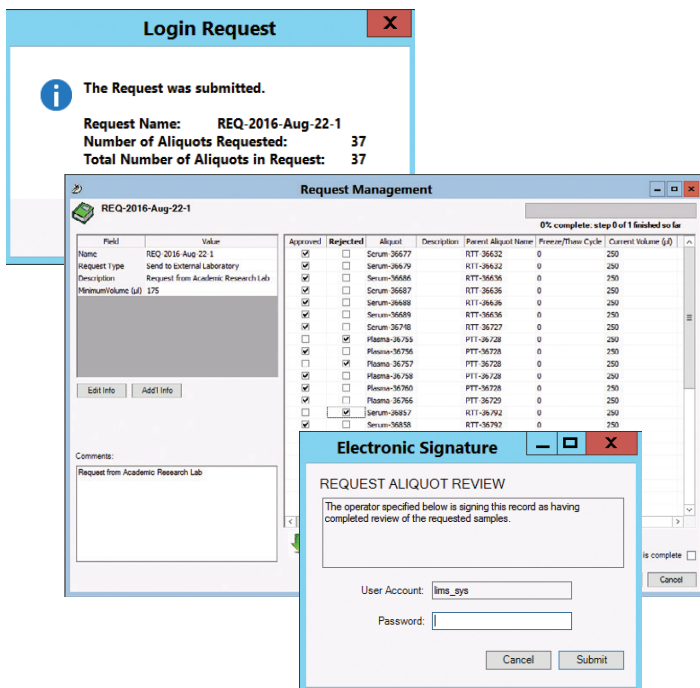 Login Request
X
i
The Request was submitted.
Request Name: REQ-2016-Aug-22-1
Number of Aliquots Requested: 37
Total Number of Aliquots in Request: 37
Request Management
REQ-2016-Aug-22-1
0% complete: step 0 of 1 finished so far
Field Value
Name REQ-2016-Aug-22-1
Request Type Send to External Laboratory
Description Request from Academic Research Lab
MinimumVolume (µl) 175
Edit Info Add'l Info
Comments:
Request from Academic Research Lab
Approved Rejected Aliquot Description Parent Aliquot Name Freeze/Thaw Cycle Current Volume (µl)
Serum-36677 RTT-36632 0 250
Serum-36679 RTT-36632 0 250
Serum-36686 RTT-36636 0 250
Serum-36687 RTT-36636 0 250
Serum-36688 RTT-36636 0 250
Serum-36689 RTT-36636 0 250
Serum-36748 RTT-36727 0 250
Plasma-36755 PTT-36728 0 250
Plasma-36756 PTT-36728 0 250
Plasma-36757 PTT-36728 0 250
Plasma-36758 PTT-36728 0 250
Plasma-36760 PTT-36728 0 250
Plasma-36766 PTT-36729 0 250
Serum-36857 RTT-36792 0 250
Serum-36858 RTT-36792 0 250
is complete
Cancel
Electronic Signature
X
REQUEST ALIQUOT REVIEW
The operator specified below is signing this record as having
completed review of the requested samples.
User Account: lims_sys
Password:
Cancel Submit